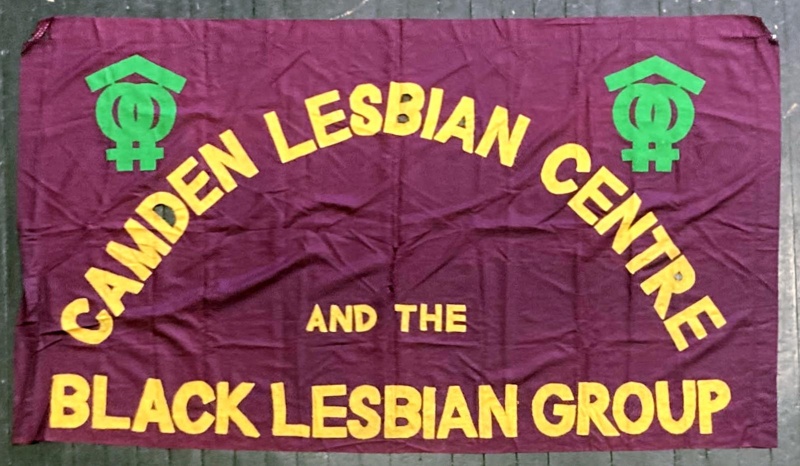 CAMDEN LESBIAN CENTRE
AND THE
BLACK LESBIAN GROUP